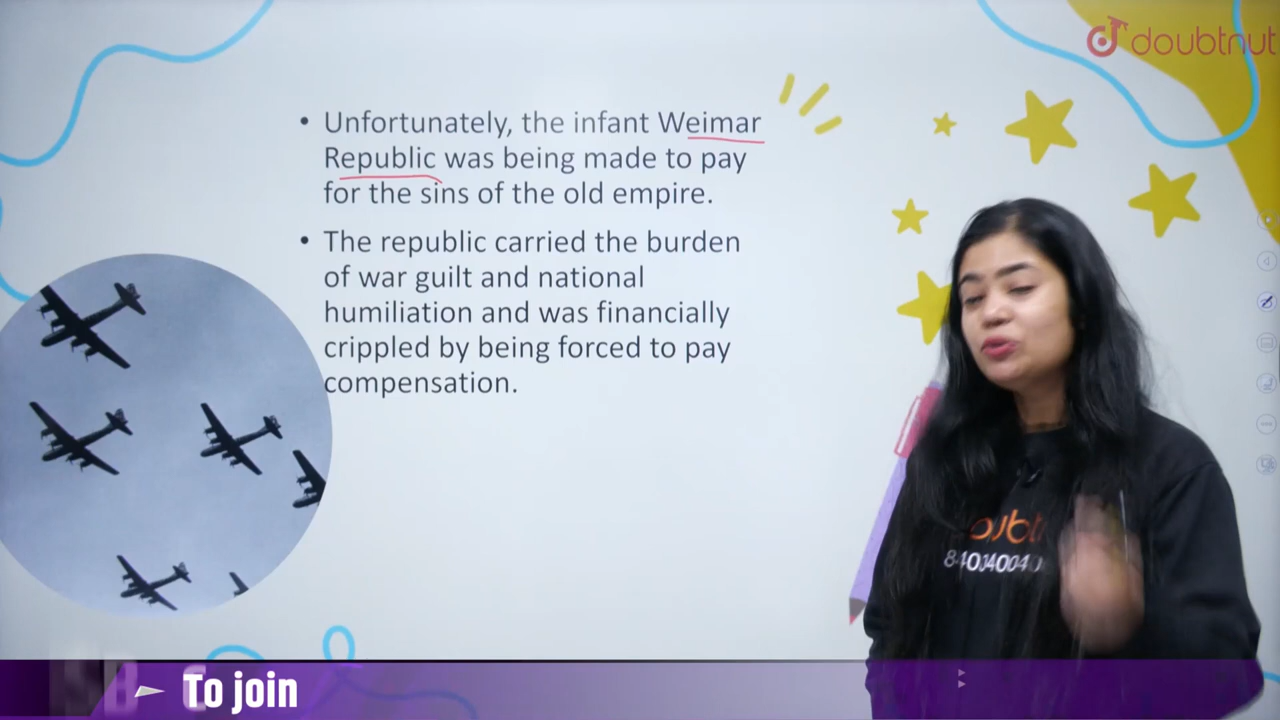 doubtnut
• Unfortunately, the infant Weimar
Republic was being made to pay
for the sins of the old empire.
• The republic carried the burden
of war guilt and national
humiliation and was financially
crippled by being forced to pay
compensation.
To join